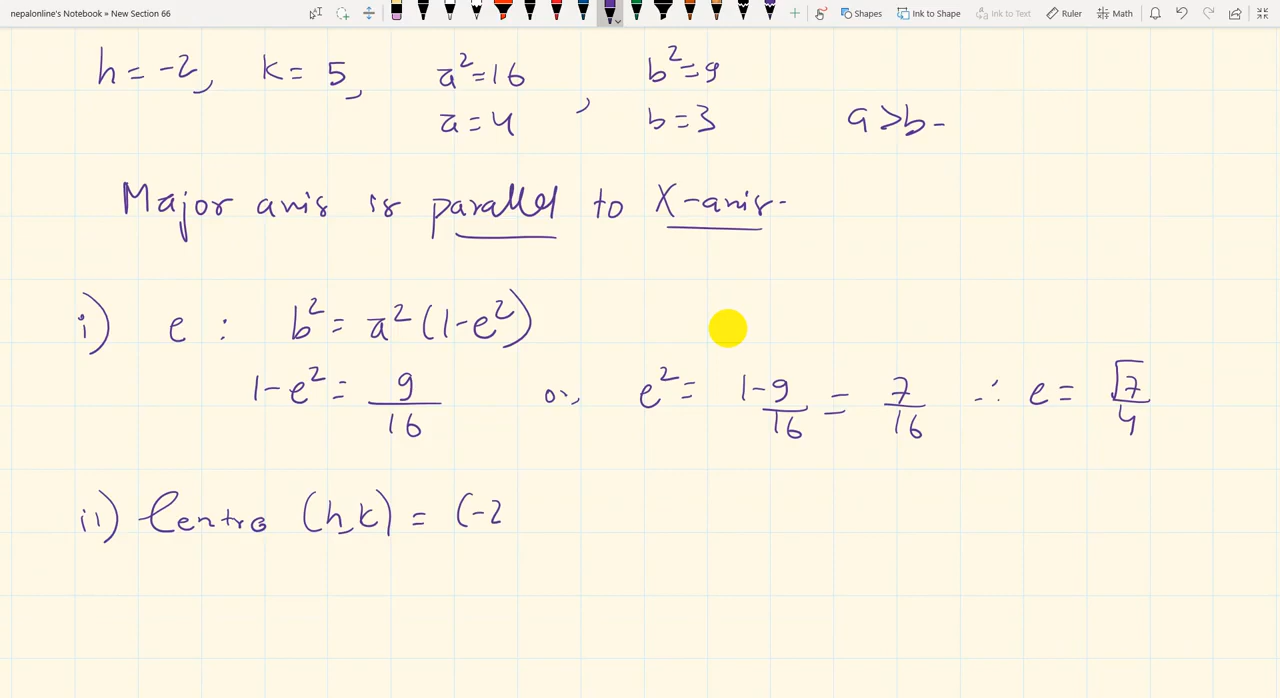 nepalonline's Notebook » New Section 66
Shapes Ink to Shape Ink to Text Ruler Math
h = -2, k = 5, a² = 16 , b² = 9
a = 4 b = 3 a > b -
Major axis is parallel to X-axis-
i) e : b² = a² (1-e²)
1- e² = 9/16 or, e² = 1-9/16 = 7/16 ∴ e = √7/4
ii) Centre (h,k) = (-2